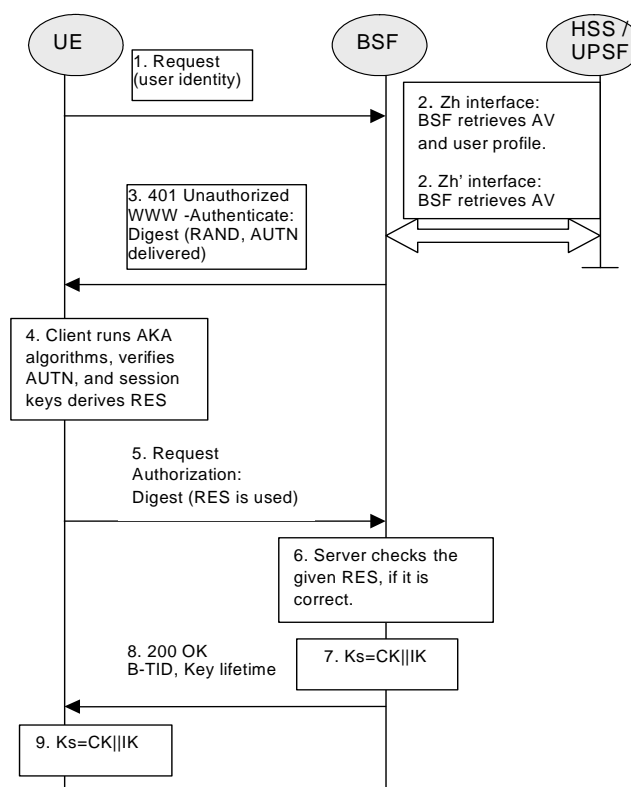 UE
BSF
HSS /
UPSF
1. Request
(user identity)
2. Zh interface:
BSF retrieves AV
and user profile.
2. Zh’ interface:
BSF retrieves AV
3. 401 Unauthorized
WWW -Authenticate:
Digest (RAND, AUTN
delivered)
4. Client runs AKA
algorithms, verifies
AUTN, and session
keys derives RES
5. Request
Authorization:
Digest (RES is used)
6. Server checks the
given RES, if it is
correct.
7. Ks=CK||IK
8. 200 OK
B-TID, Key lifetime
9. Ks=CK||IK